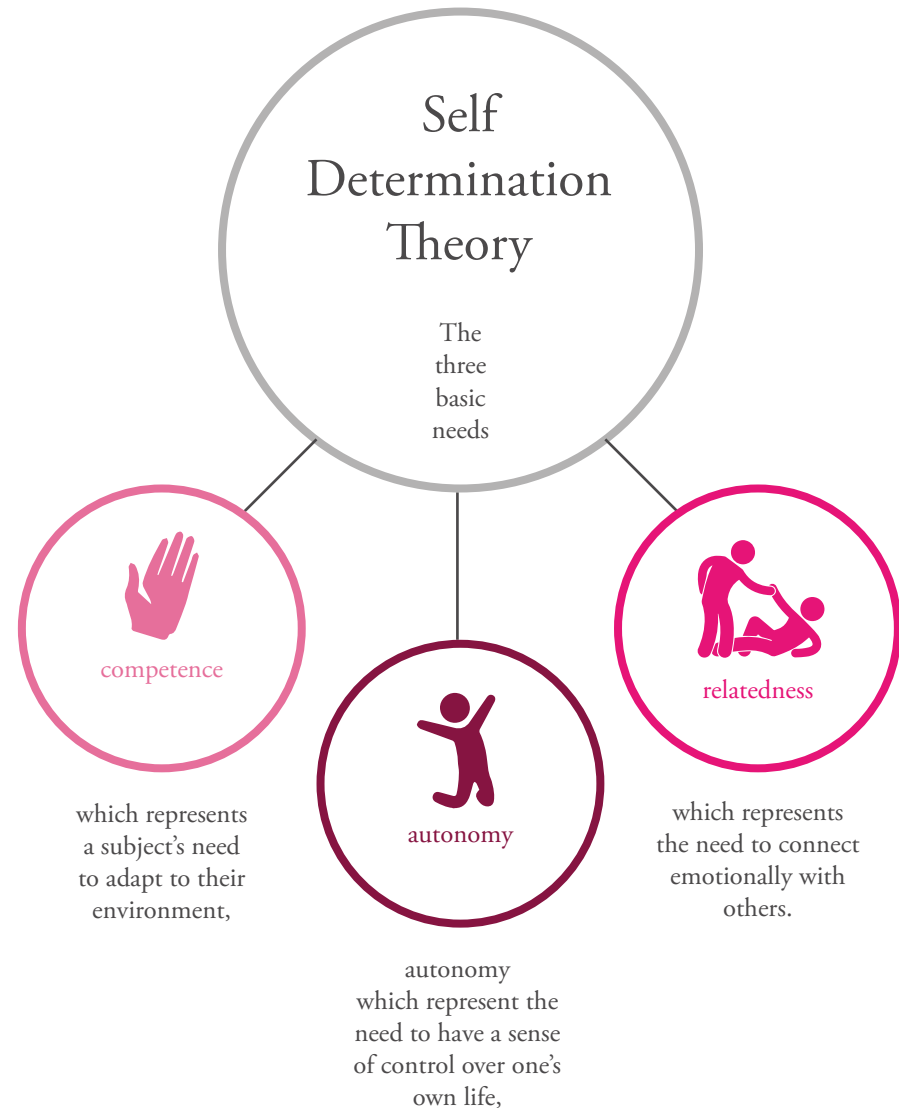 Self
Determination
Theory
The
three
basic
needs
competence
which represents
a subject’s need
to adapt to their
environment,
autonomy
autonomy
which represent the
need to have a sense
of control over one’s
own life,
relatedness
which represents
the need to connect
emotionally with
others.